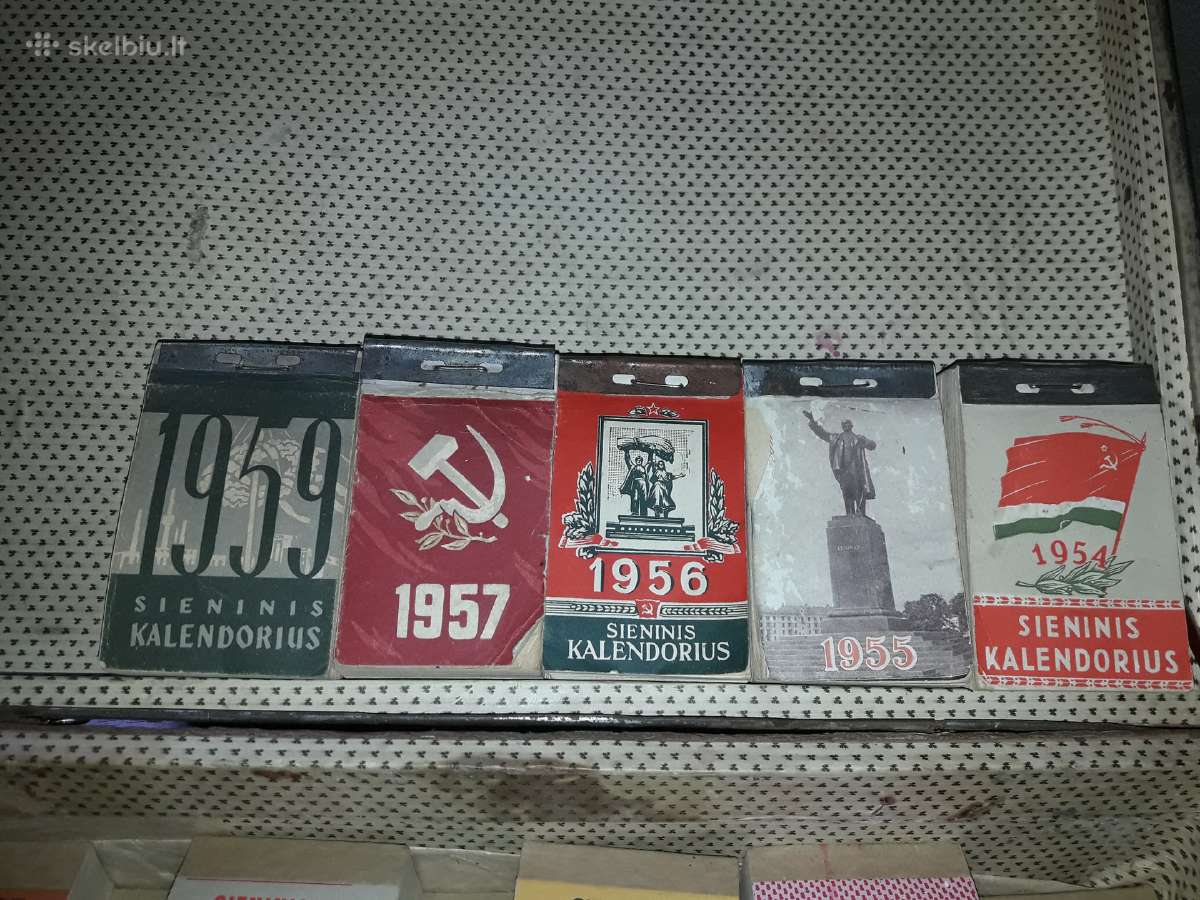 skelbiu.lt
1959
SIENINIS
KALENDORIUS
1957
1956
SIENINIS
KALENDORIUS
1955
1954
SIENINIS
KALENDORIUS